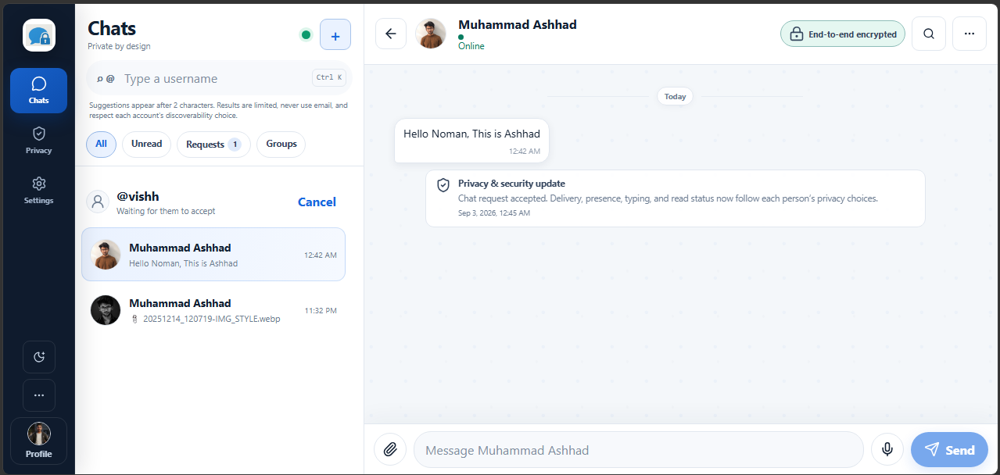 Chats
Privacy
Settings
Profile
Chats
Private by design
+
@ Type a username
Ctrl K
Suggestions appear after 2 characters. Results are limited, never use email, and
respect each account's discoverability choice.
All
Unread
Requests 1
Groups
@vishh
Waiting for them to accept
Cancel
Muhammad Ashhad
Hello Noman, This is Ashhad
12:42 AM
Muhammad Ashhad
20251214_120719-IMG_STYLE.webp
11:32 PM
Muhammad Ashhad
Online
End-to-end encrypted
Today
Hello Noman, This is Ashhad
12:42 AM
Privacy & security update
Chat request accepted. Delivery, presence, typing, and read status now follow each person's privacy choices.
Sep 3, 2026, 12:45 AM
Message Muhammad Ashhad
Send